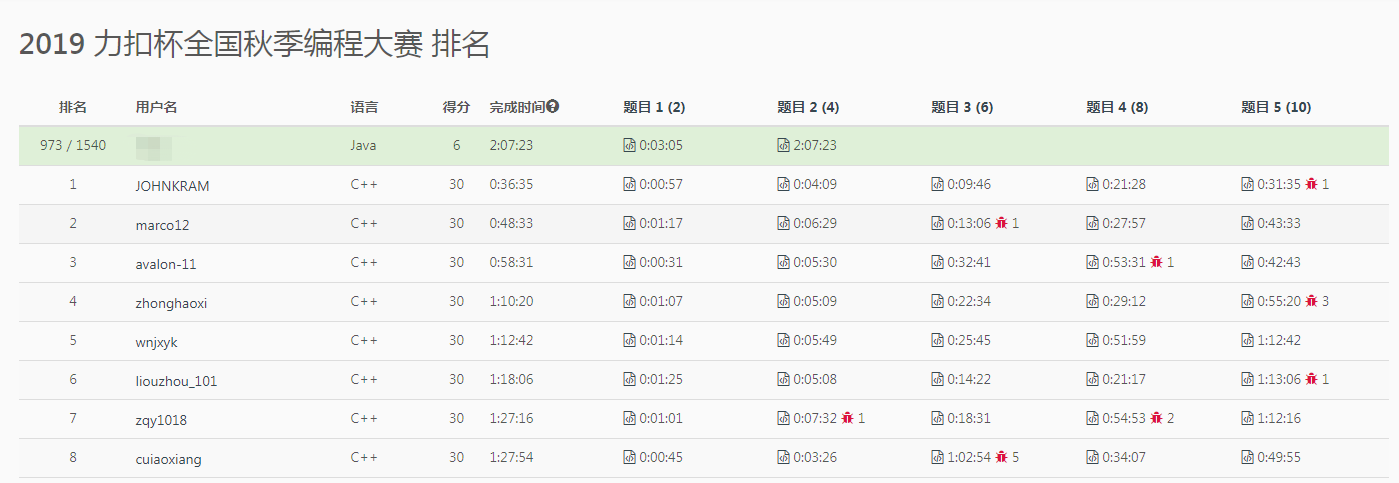 2019 力扣杯全国秋季编程大赛 排名
排名 用户名 语言 得分 完成时间 题目 1 (2) 题目 2 (4) 题目 3 (6) 题目 4 (8) 题目 5 (10)
973 / 1540 Java 6 2:07:23 0:03:05 2:07:23
1 JOHNKRAM C++ 30 0:36:35 0:00:57 0:04:09 0:09:46 0:21:28 0:31:35 1
2 marco12 C++ 30 0:48:33 0:01:17 0:06:29 0:13:06 1 0:27:57 0:43:33
3 avalon-11 C++ 30 0:58:31 0:00:31 0:05:30 0:32:41 0:53:31 1 0:42:43
4 zhonghaoxi C++ 30 1:10:20 0:01:07 0:05:09 0:22:34 0:29:12 0:55:20 3
5 wnjxyk C++ 30 1:12:42 0:01:14 0:05:49 0:25:45 0:51:59 1:12:42
6 liouzhou_101 C++ 30 1:18:06 0:01:25 0:05:08 0:14:22 0:21:17 1:13:06 1
7 zqy1018 C++ 30 1:27:16 0:01:01 0:07:32 1 0:18:31 0:54:53 2 1:12:16
8 cuiaoxiang C++ 30 1:27:54 0:00:45 0:03:26 1:02:54 5 0:34:07 0:49:55